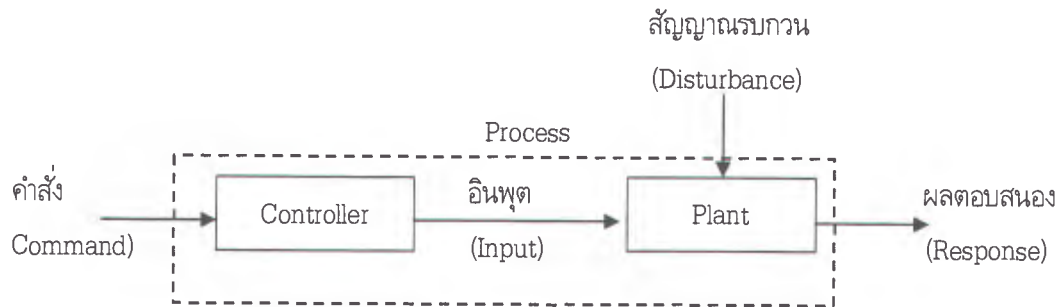 สัญญาณรบกวน
(Disturbance)
Process
คำสั่ง
Command)
Controller
อินพุต
(Input)
Plant
ผลตอบสนอง
(Response)